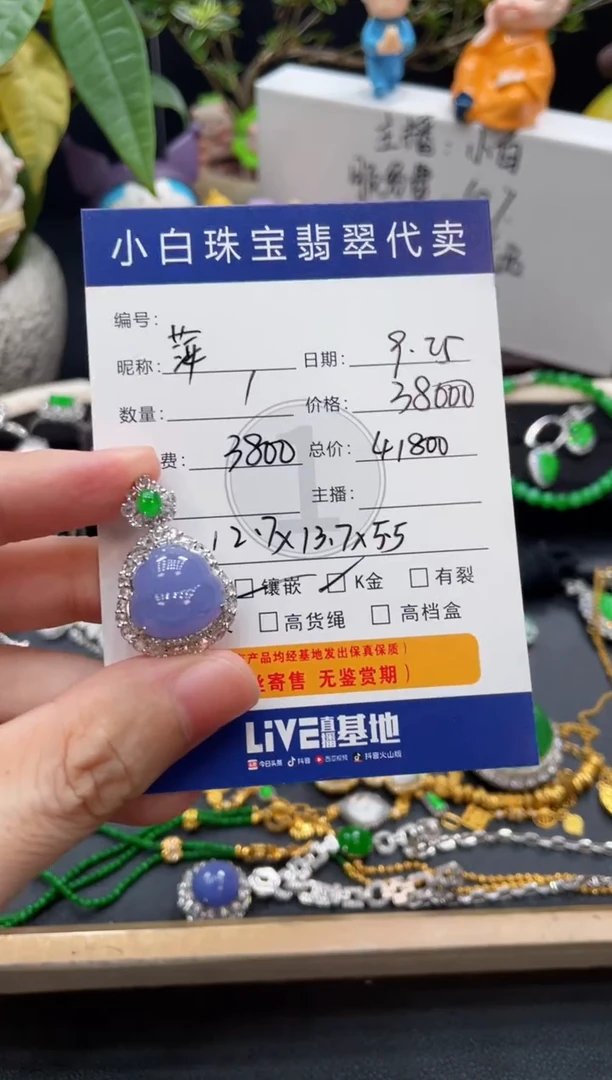 主播：小白
小白珠宝翡翠代卖
编号：
昵称：萍 日期：9.25
数量：1 价格：38000
费：3800 总价：41800
主播：
12.7×13.7×55
镶嵌 K金 有裂
高货绳 高档盒
产品均经基地发出保真保质）
寄售 无鉴赏期）
LiVE直播基地
今日头条 抖音 西瓜视频 抖音火山版